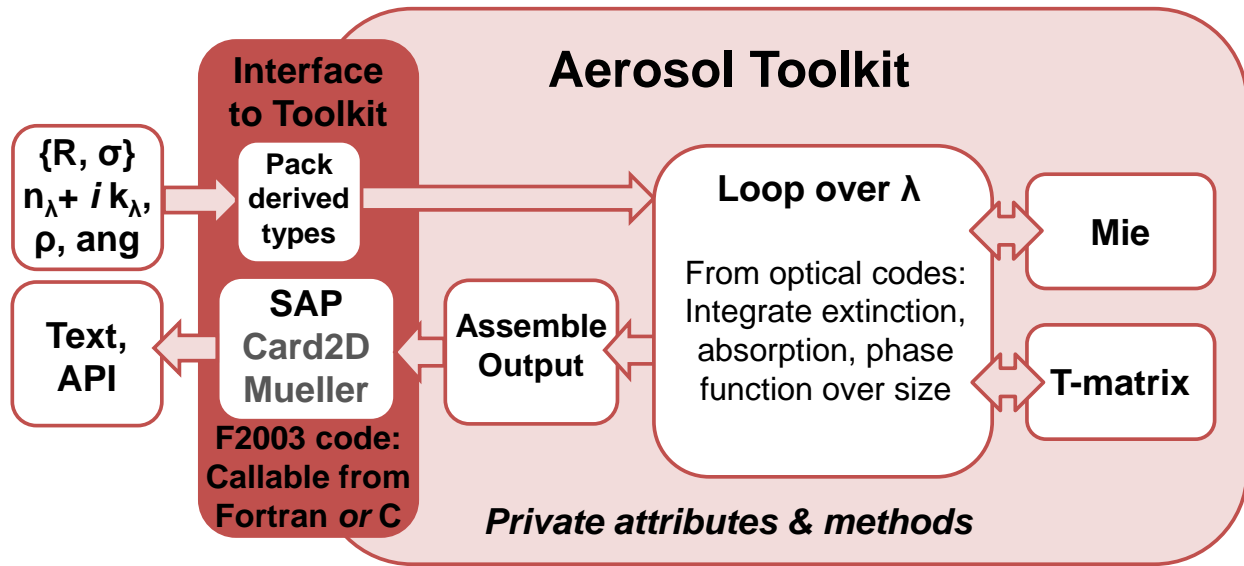 Aerosol Toolkit
Interface
to Toolkit
{R, σ}
n_λ+ i k_λ,
ρ, ang
Pack
derived
types
Loop over λ
From optical codes:
Integrate extinction,
absorption, phase
function over size
Mie
T-matrix
Assemble
Output
SAP
Card2D
Mueller
Text,
API
F2003 code:
Callable from
Fortran or C
Private attributes & methods